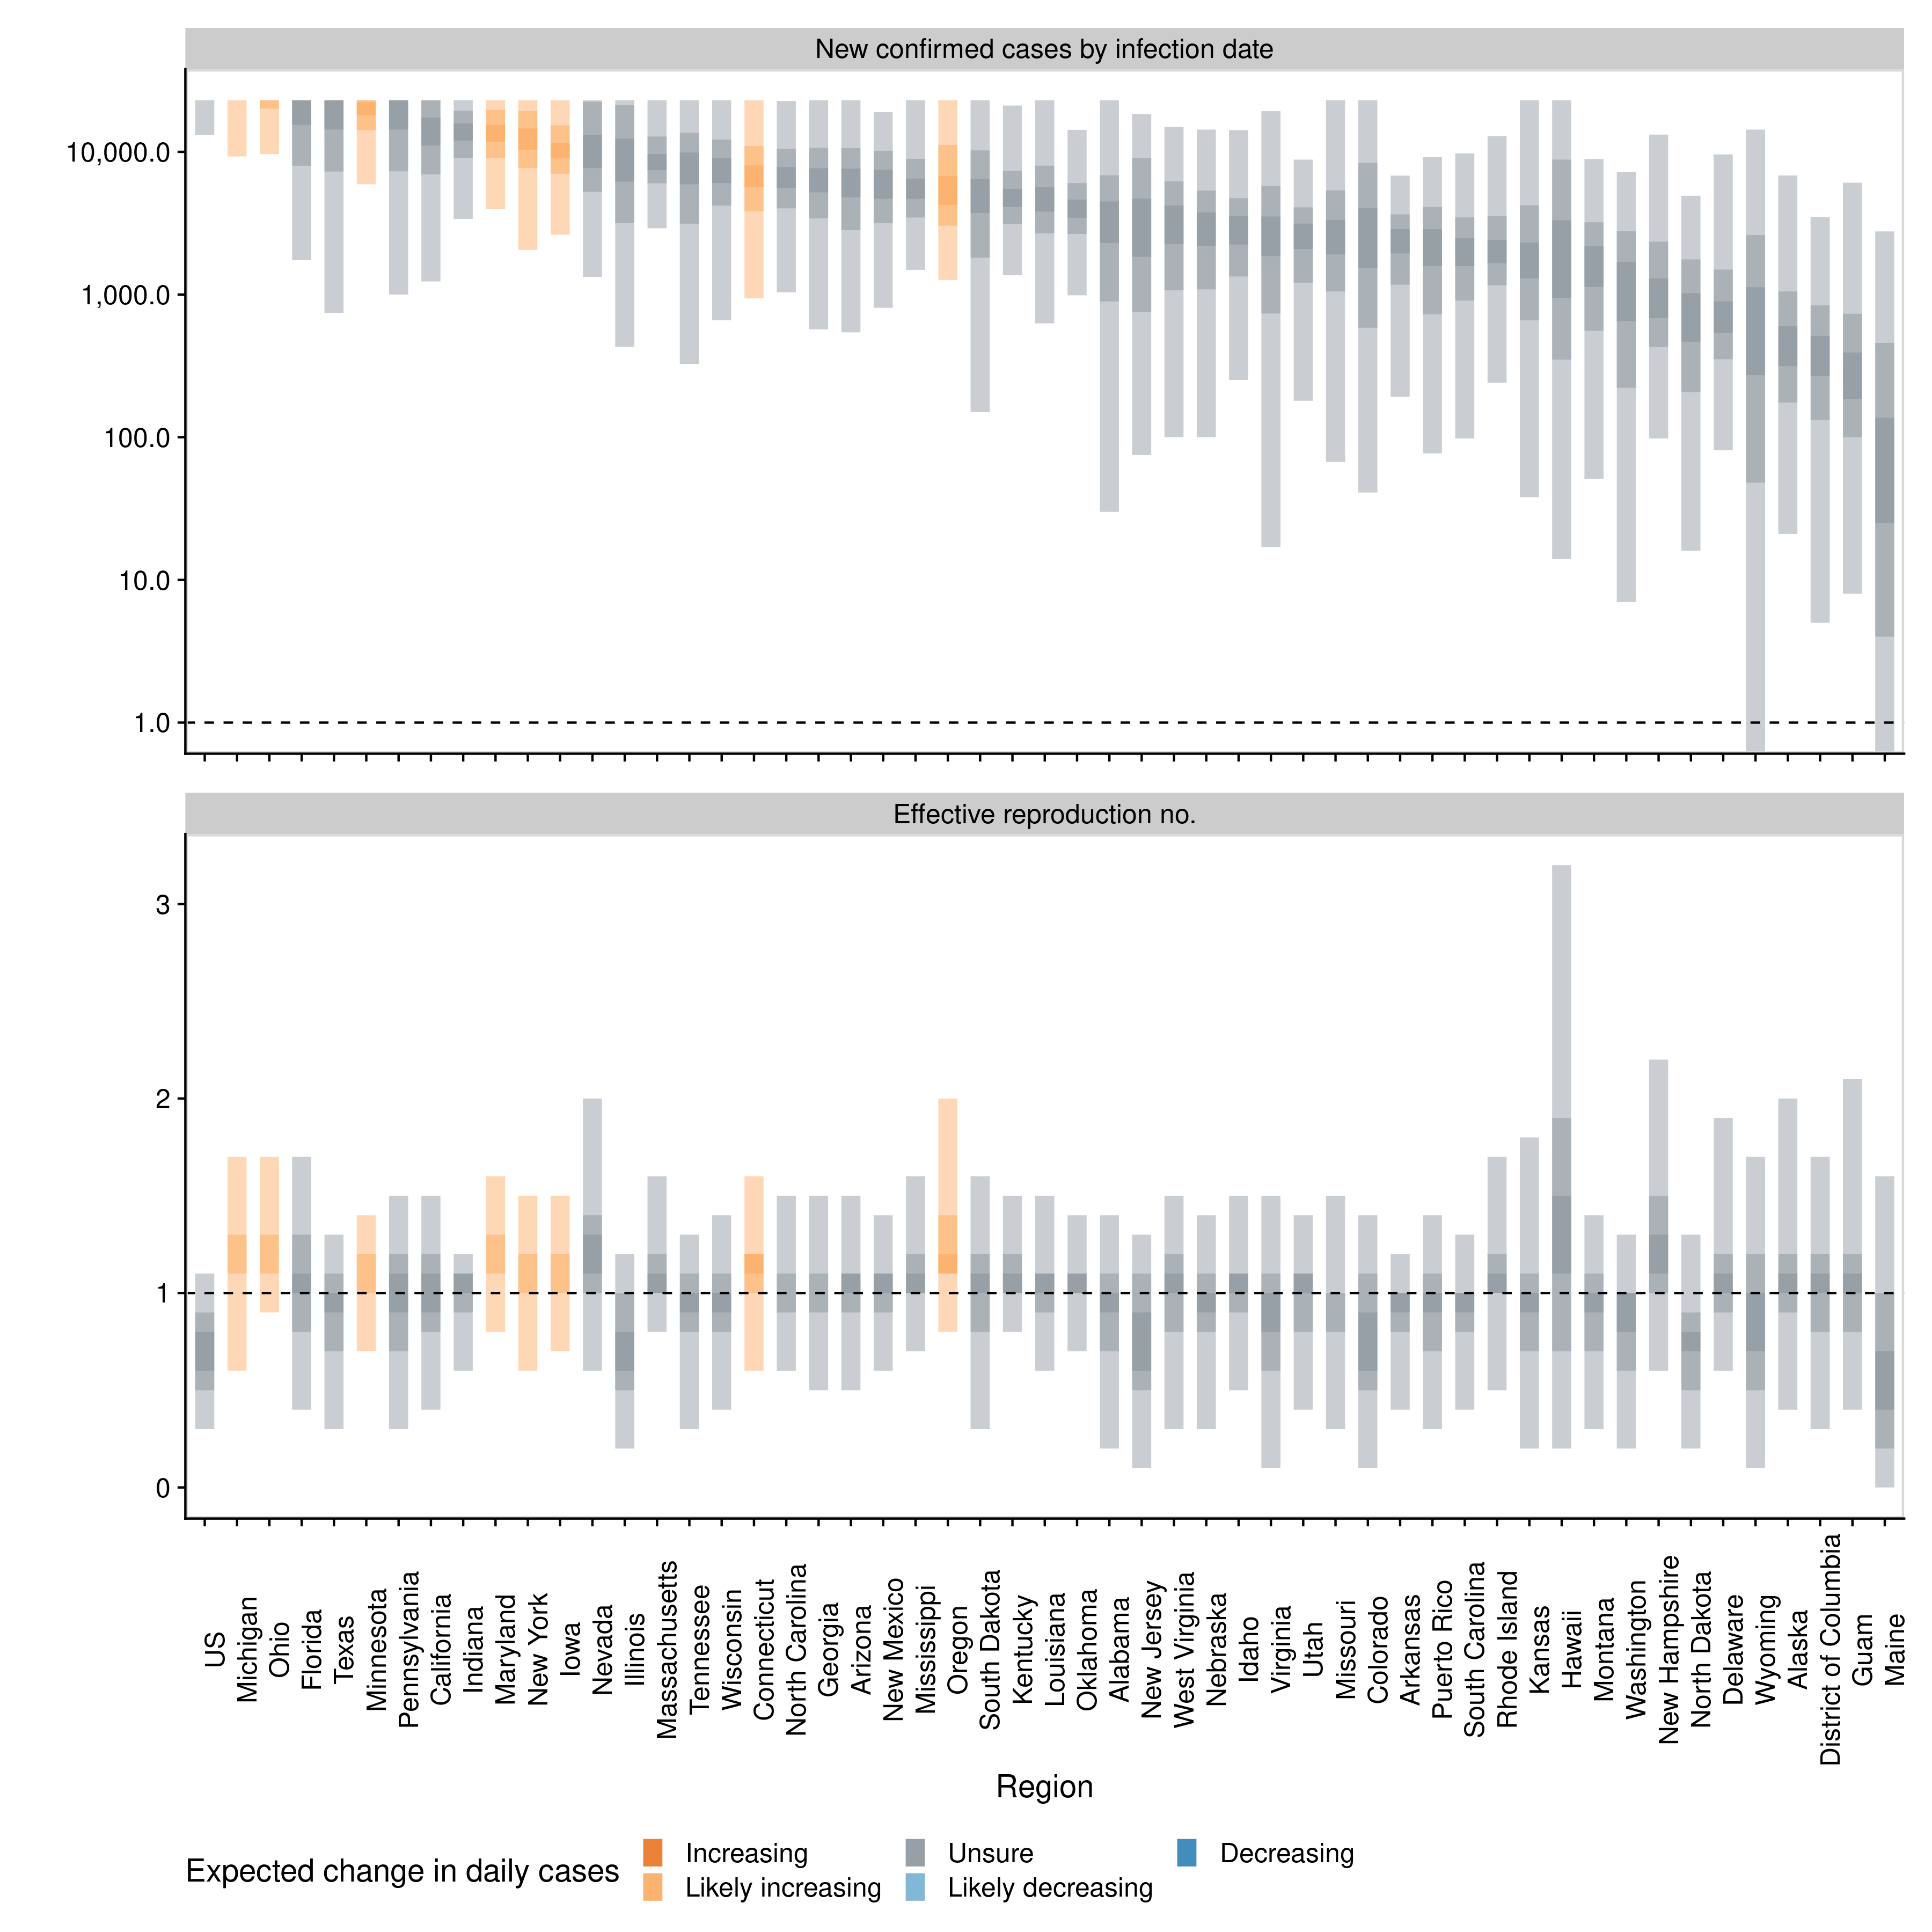 New confirmed cases by infection date
10,000.0
1,000.0
100.0
10.0
1.0
Effective reproduction no.
3
2
1
0
US
Michigan
Ohio
Florida
Texas
Minnesota
Pennsylvania
California
Indiana
Maryland
New York
Iowa
Nevada
Illinois
Massachusetts
Tennessee
Wisconsin
Connecticut
North Carolina
Georgia
Arizona
New Mexico
Mississippi
Oregon
South Dakota
Kentucky
Louisiana
Oklahoma
Alabama
New Jersey
West Virginia
Nebraska
Idaho
Virginia
Utah
Missouri
Colorado
Arkansas
Puerto Rico
South Carolina
Rhode Island
Kansas
Hawaii
Montana
Washington
New Hampshire
North Dakota
Delaware
Wyoming
Alaska
District of Columbia
Guam
Maine
Region
Expected change in daily cases
Increasing
Likely increasing
Unsure
Likely decreasing
Decreasing